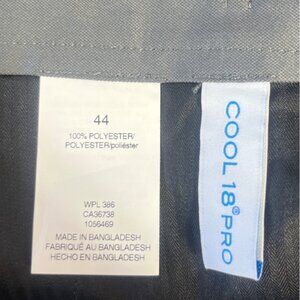 44
100% POLYESTER/
POLYESTER/poliéster
WPL 386
CA36738
1056469
MADE IN BANGLADESH
FABRIQUÉ AU BANGLADESH
HECHO EN BANGLADESH
COOL 18® PRO